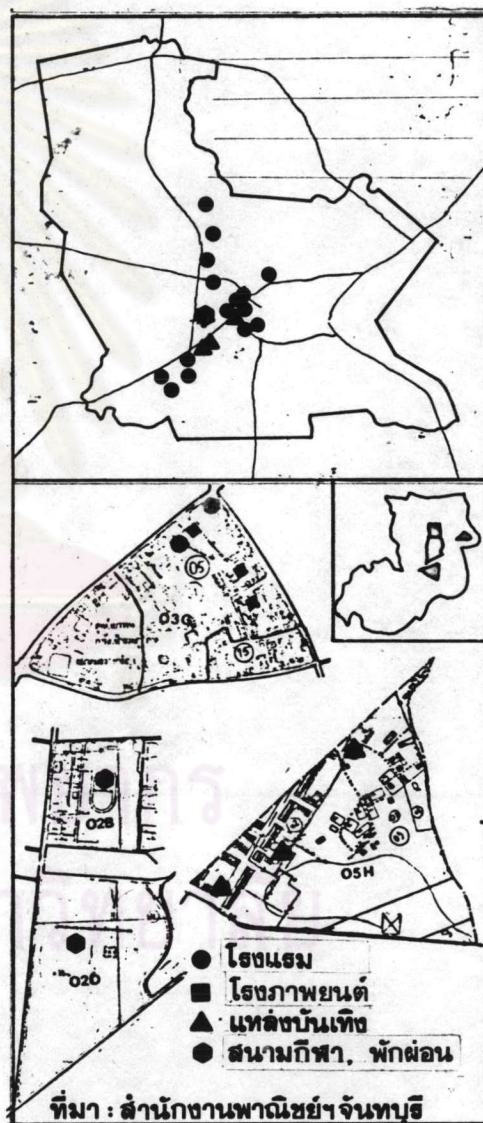 05
03G
15
02B
02D
05H
โรงแรม
โรงภาพยนต์
แหล่งบันเทิง
สนามกีฬา, พักผ่อน
ที่มา : สำนักงานพาณิชย์ฯจันทบุรี